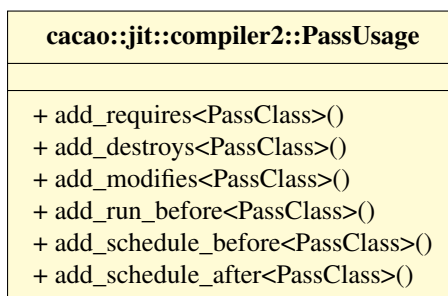 cacao::jit::compiler2::PassUsage
+ add_requires<PassClass>()
+ add_destroys<PassClass>()
+ add_modifies<PassClass>()
+ add_run_before<PassClass>()
+ add_schedule_before<PassClass>()
+ add_schedule_after<PassClass>()